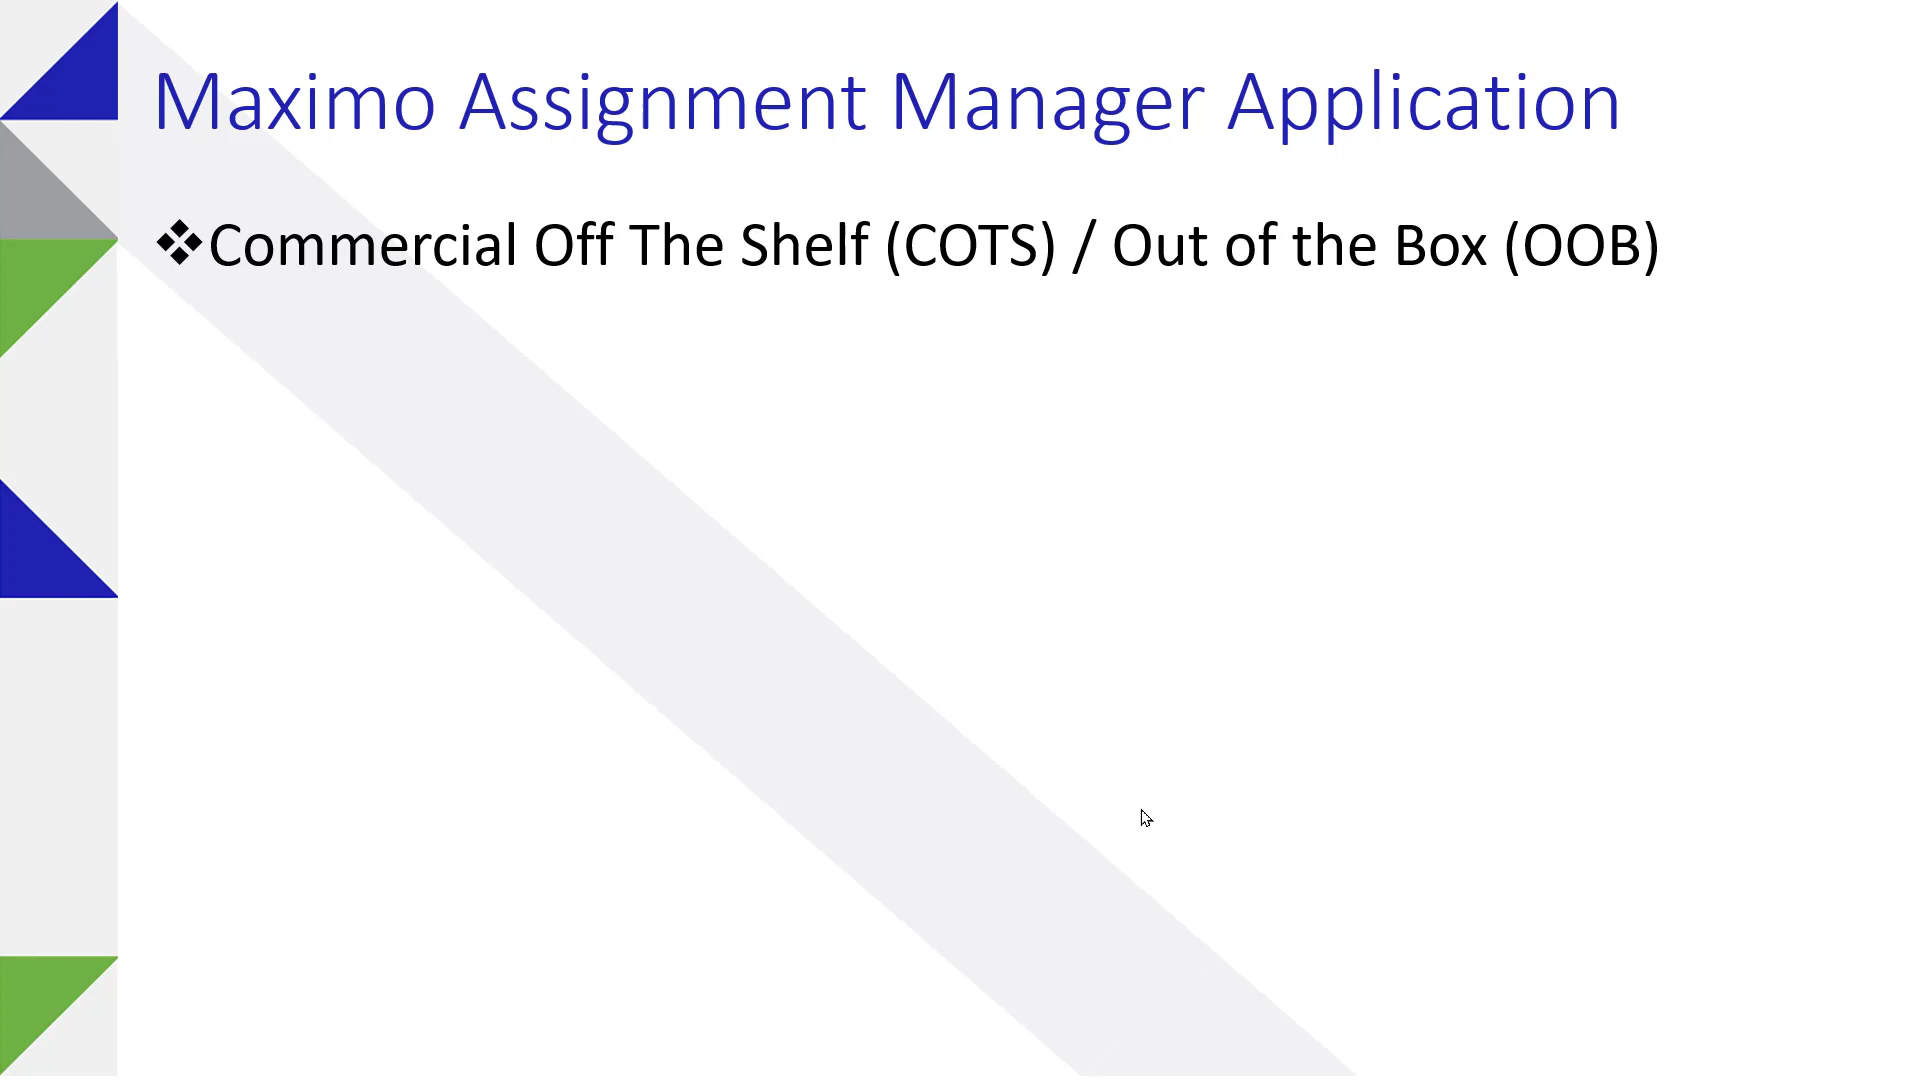 Maximo Assignment Manager Application
❖Commercial Off The Shelf (COTS) / Out of the Box (OOB)